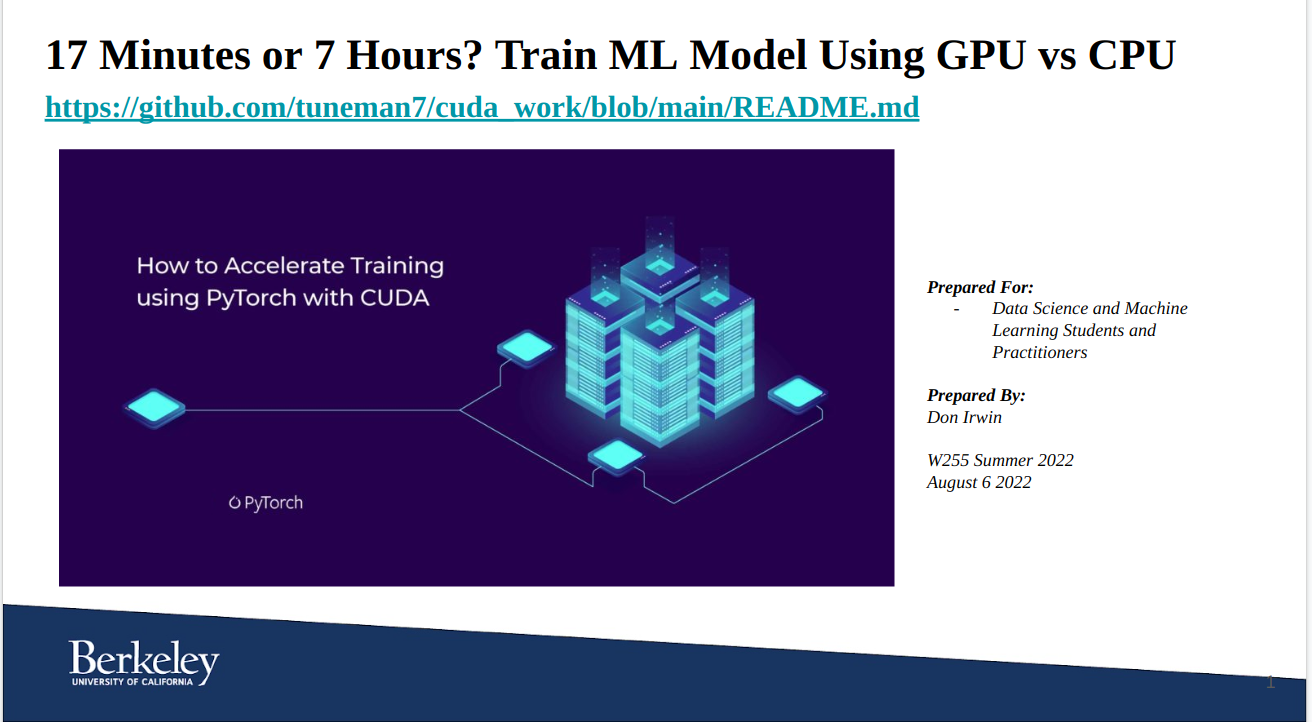 17 Minutes or 7 Hours? Train ML Model Using GPU vs CPU
https://github.com/tuneman7/cuda_work/blob/main/README.md
How to Accelerate Training
using PyTorch with CUDA
PyTorch
Prepared For:
- Data Science and Machine
Learning Students and
Practitioners
Prepared By:
Don Irwin
W255 Summer 2022
August 6 2022
Berkeley
UNIVERSITY OF CALIFORNIA
1